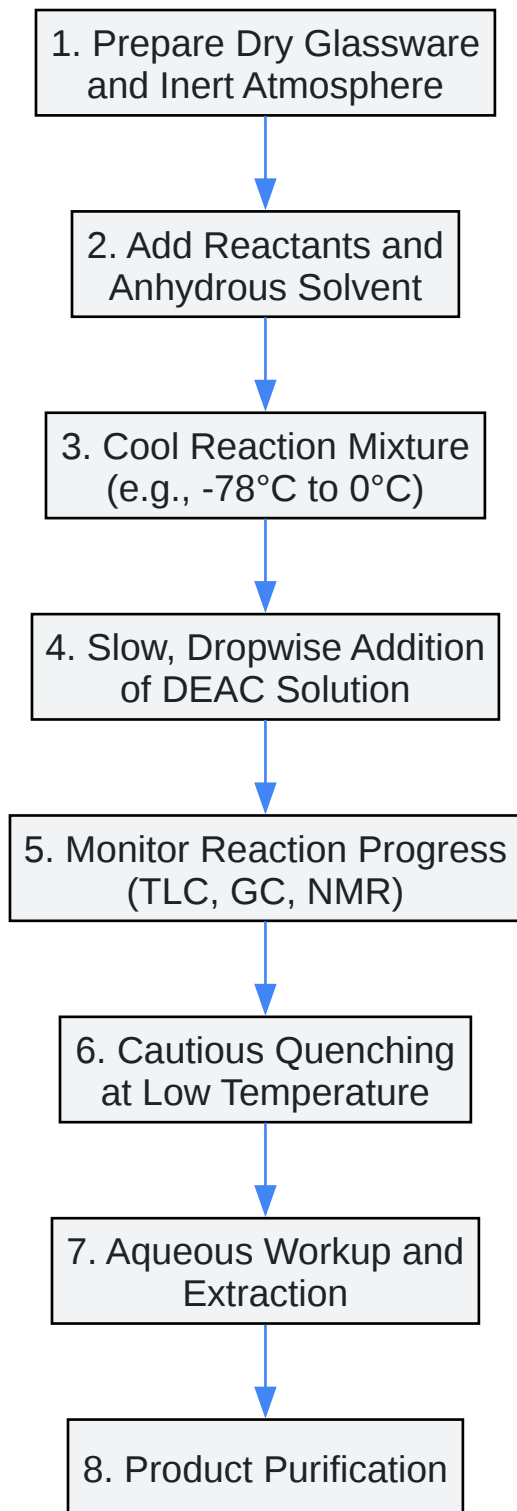 1. Prepare Dry Glassware
and Inert Atmosphere
2. Add Reactants and
Anhydrous Solvent
3. Cool Reaction Mixture
(e.g., -78°C to 0°C)
4. Slow, Dropwise Addition
of DEAC Solution
5. Monitor Reaction Progress
(TLC, GC, NMR)
6. Cautious Quenching
at Low Temperature
7. Aqueous Workup and
Extraction
8. Product Purification